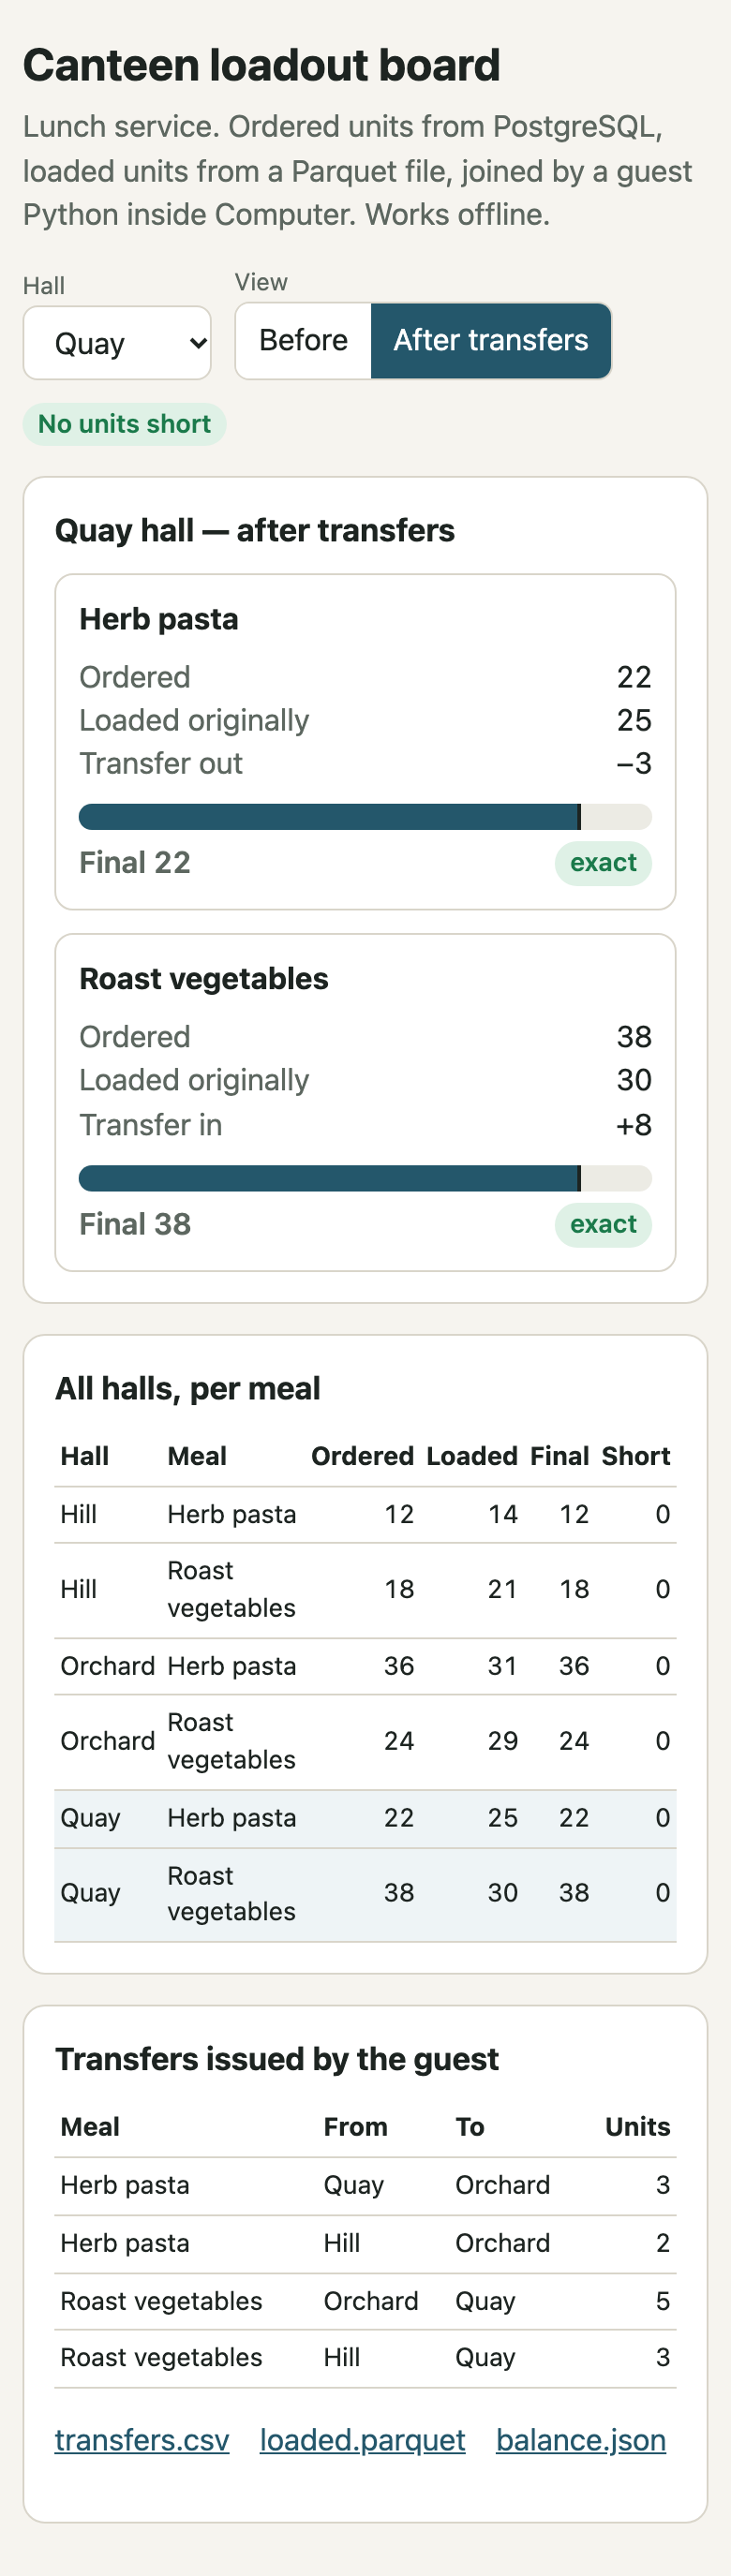 Canteen loadout board
Lunch service. Ordered units from PostgreSQL,
loaded units from a Parquet file, joined by a guest
Python inside Computer. Works offline.
Hall
View
Quay
Before
After transfers
No units short
Quay hall — after transfers
Herb pasta
Ordered 22
Loaded originally 25
Transfer out −3
Final 22 exact
Roast vegetables
Ordered 38
Loaded originally 30
Transfer in +8
Final 38 exact
All halls, per meal
Hall Meal Ordered Loaded Final Short
Hill Herb pasta 12 14 12 0
Hill Roast vegetables 18 21 18 0
Orchard Herb pasta 36 31 36 0
Orchard Roast vegetables 24 29 24 0
Quay Herb pasta 22 25 22 0
Quay Roast vegetables 38 30 38 0
Transfers issued by the guest
Meal From To Units
Herb pasta Quay Orchard 3
Herb pasta Hill Orchard 2
Roast vegetables Orchard Quay 5
Roast vegetables Hill Quay 3
transfers.csv loaded.parquet balance.json